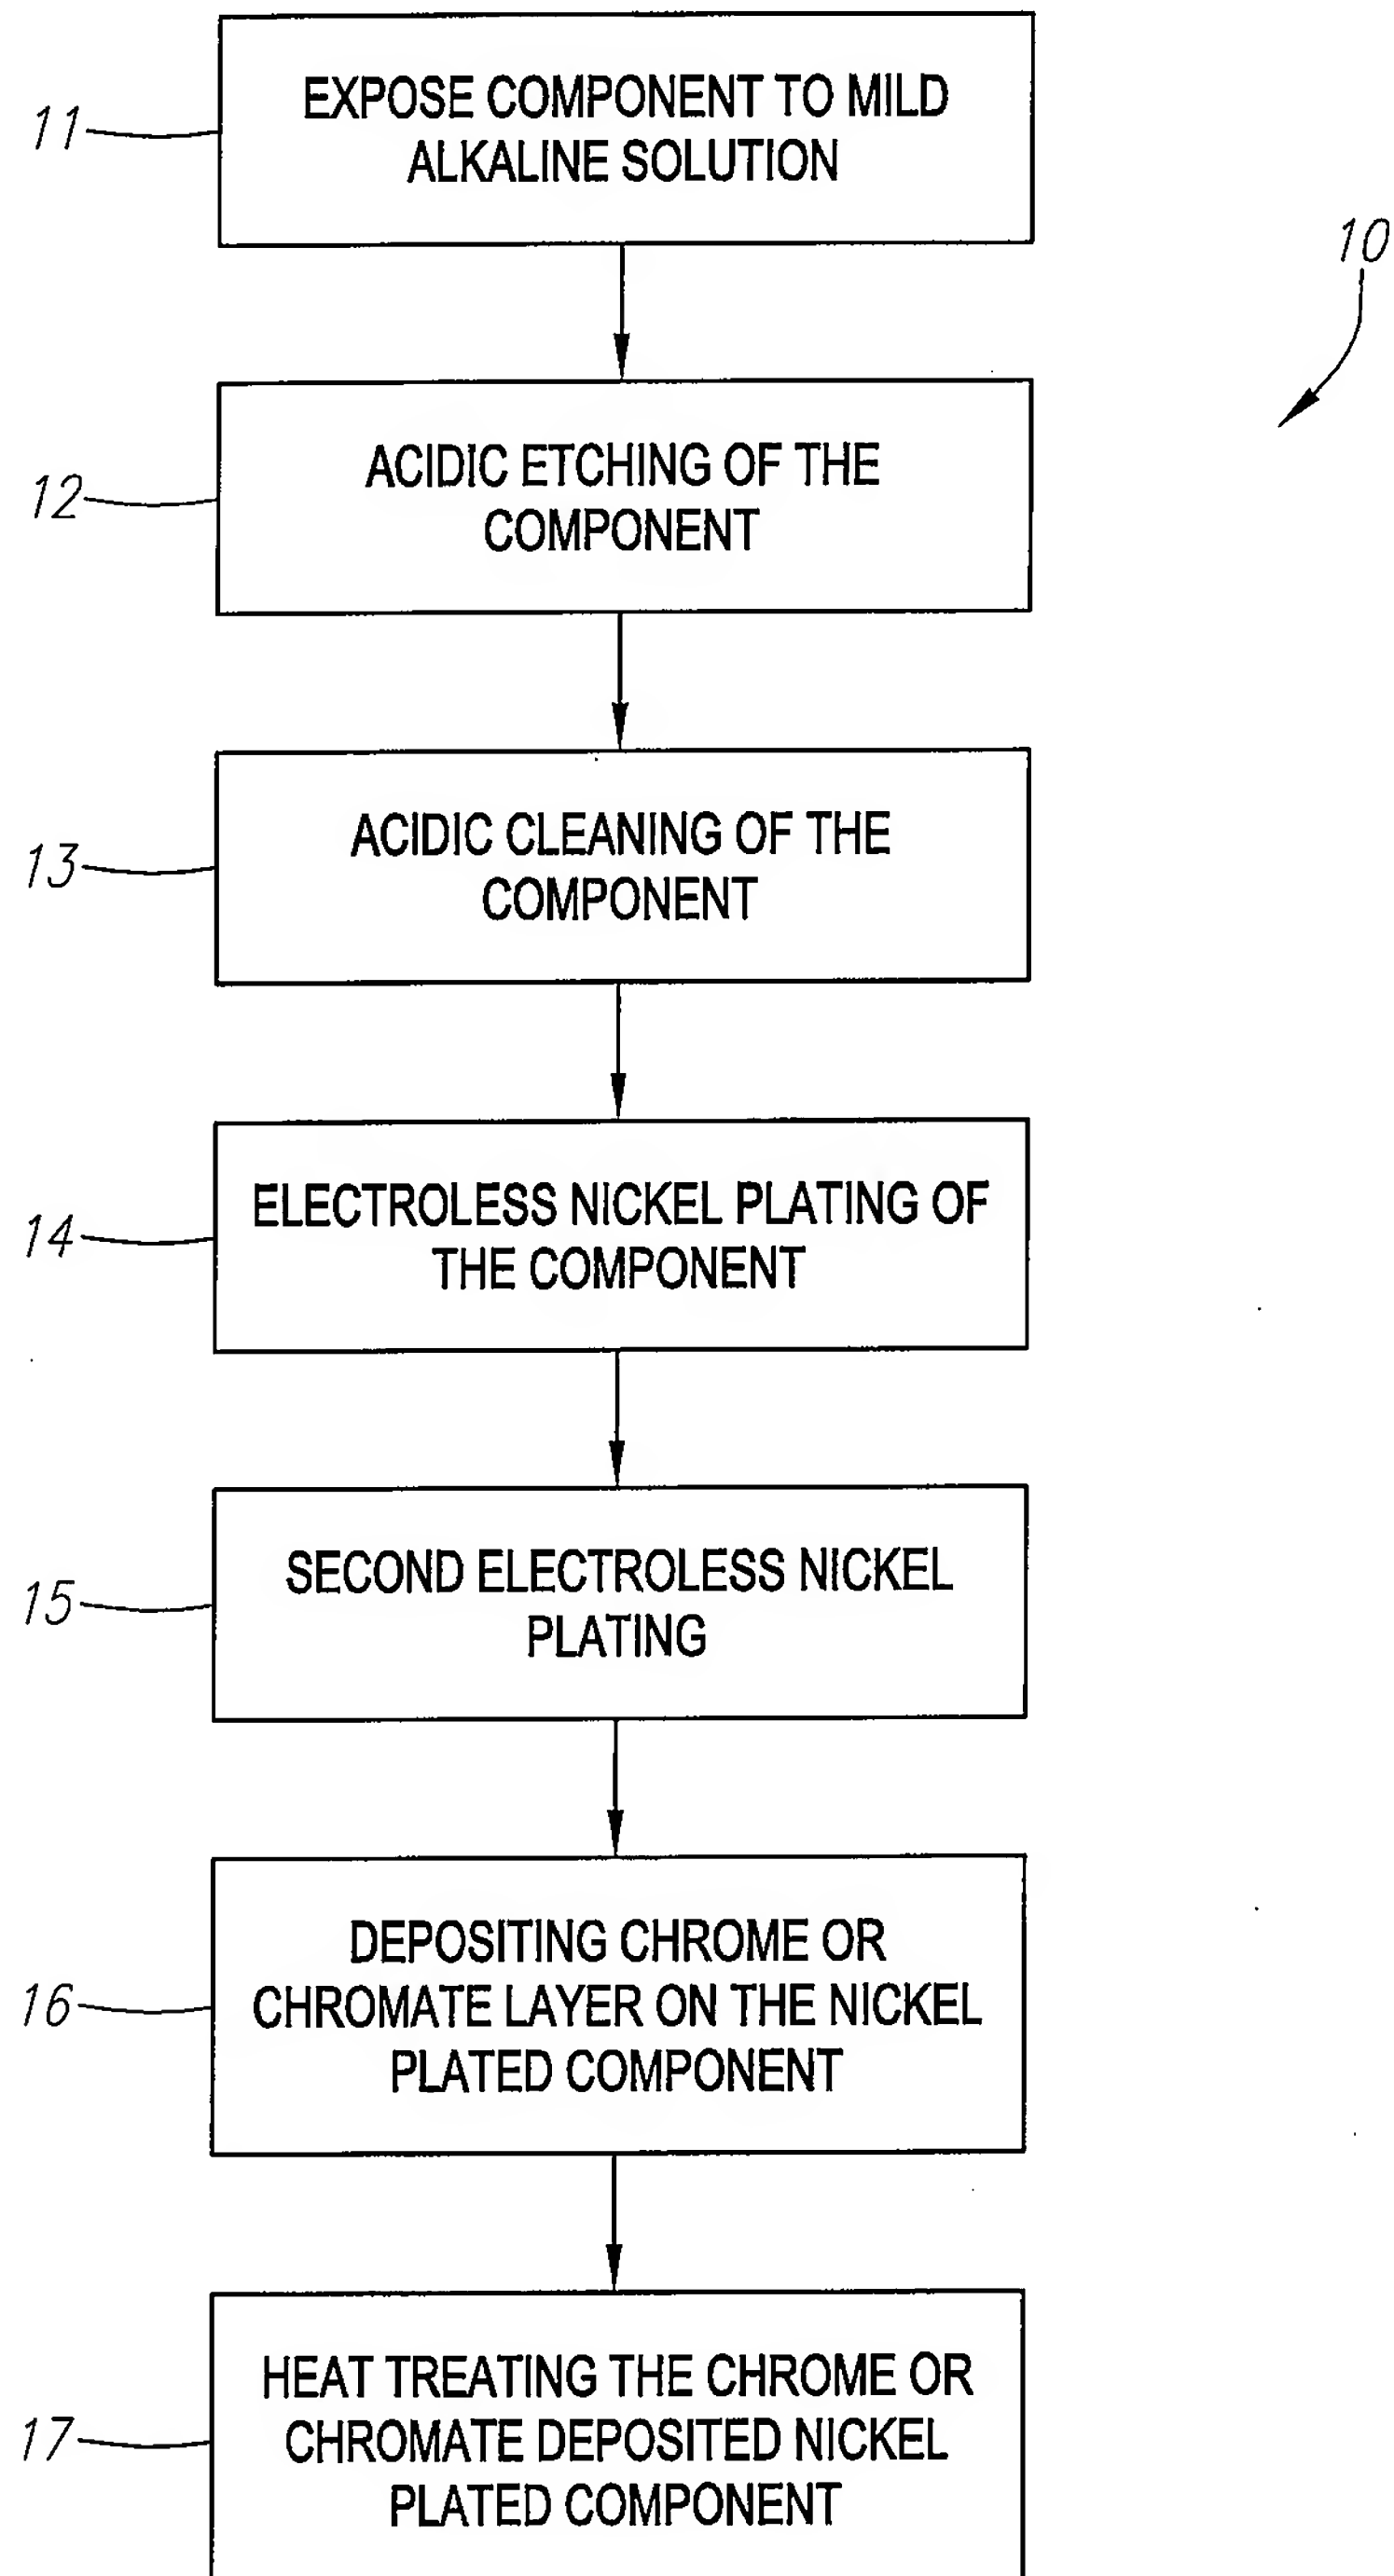 11
EXPOSE COMPONENT TO MILD
ALKALINE SOLUTION
10
12
ACIDIC ETCHING OF THE
COMPONENT
13
ACIDIC CLEANING OF THE
COMPONENT
14
ELECTROLESS NICKEL PLATING OF
THE COMPONENT
15
SECOND ELECTROLESS NICKEL
PLATING
16
DEPOSITING CHROME OR
CHROMATE LAYER ON THE NICKEL
PLATED COMPONENT
17
HEAT TREATING THE CHROME OR
CHROMATE DEPOSITED NICKEL
PLATED COMPONENT